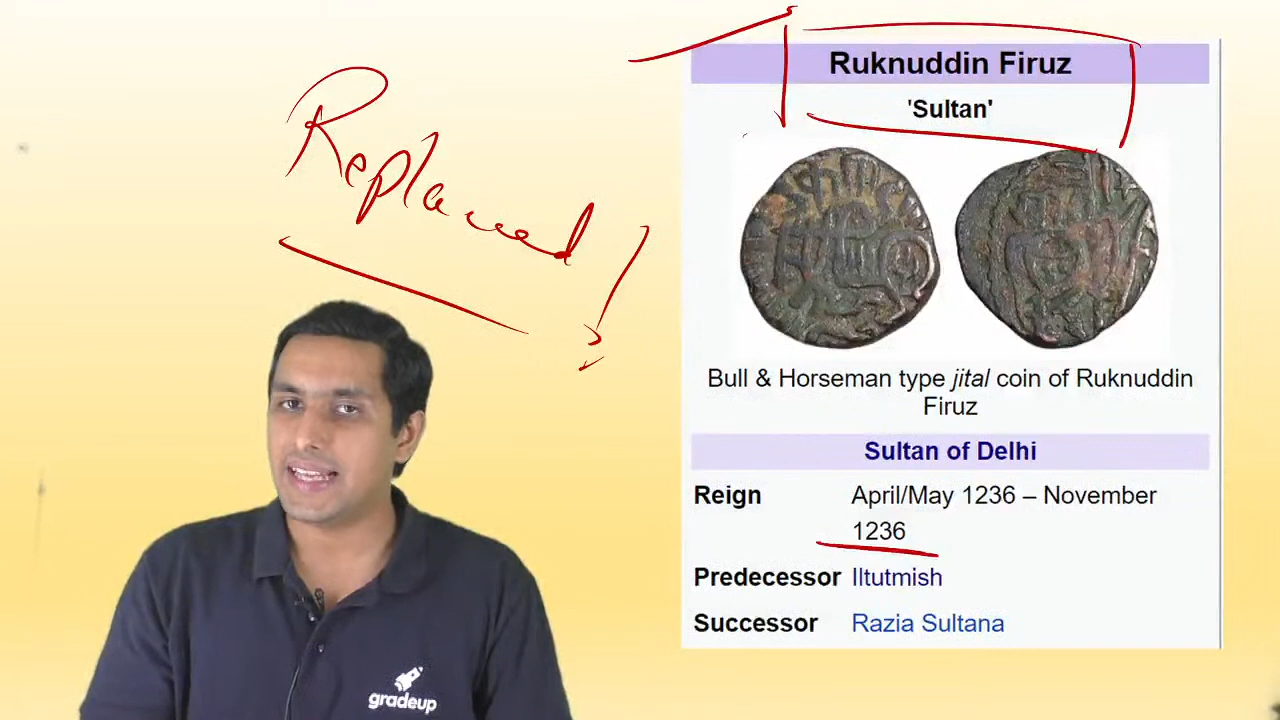 Replaced
Ruknuddin Firuz
'Sultan'
Bull & Horseman type jital coin of Ruknuddin
Firuz
Sultan of Delhi
Reign April/May 1236 – November
1236
Predecessor Iltutmish
Successor Razia Sultana
gradeup